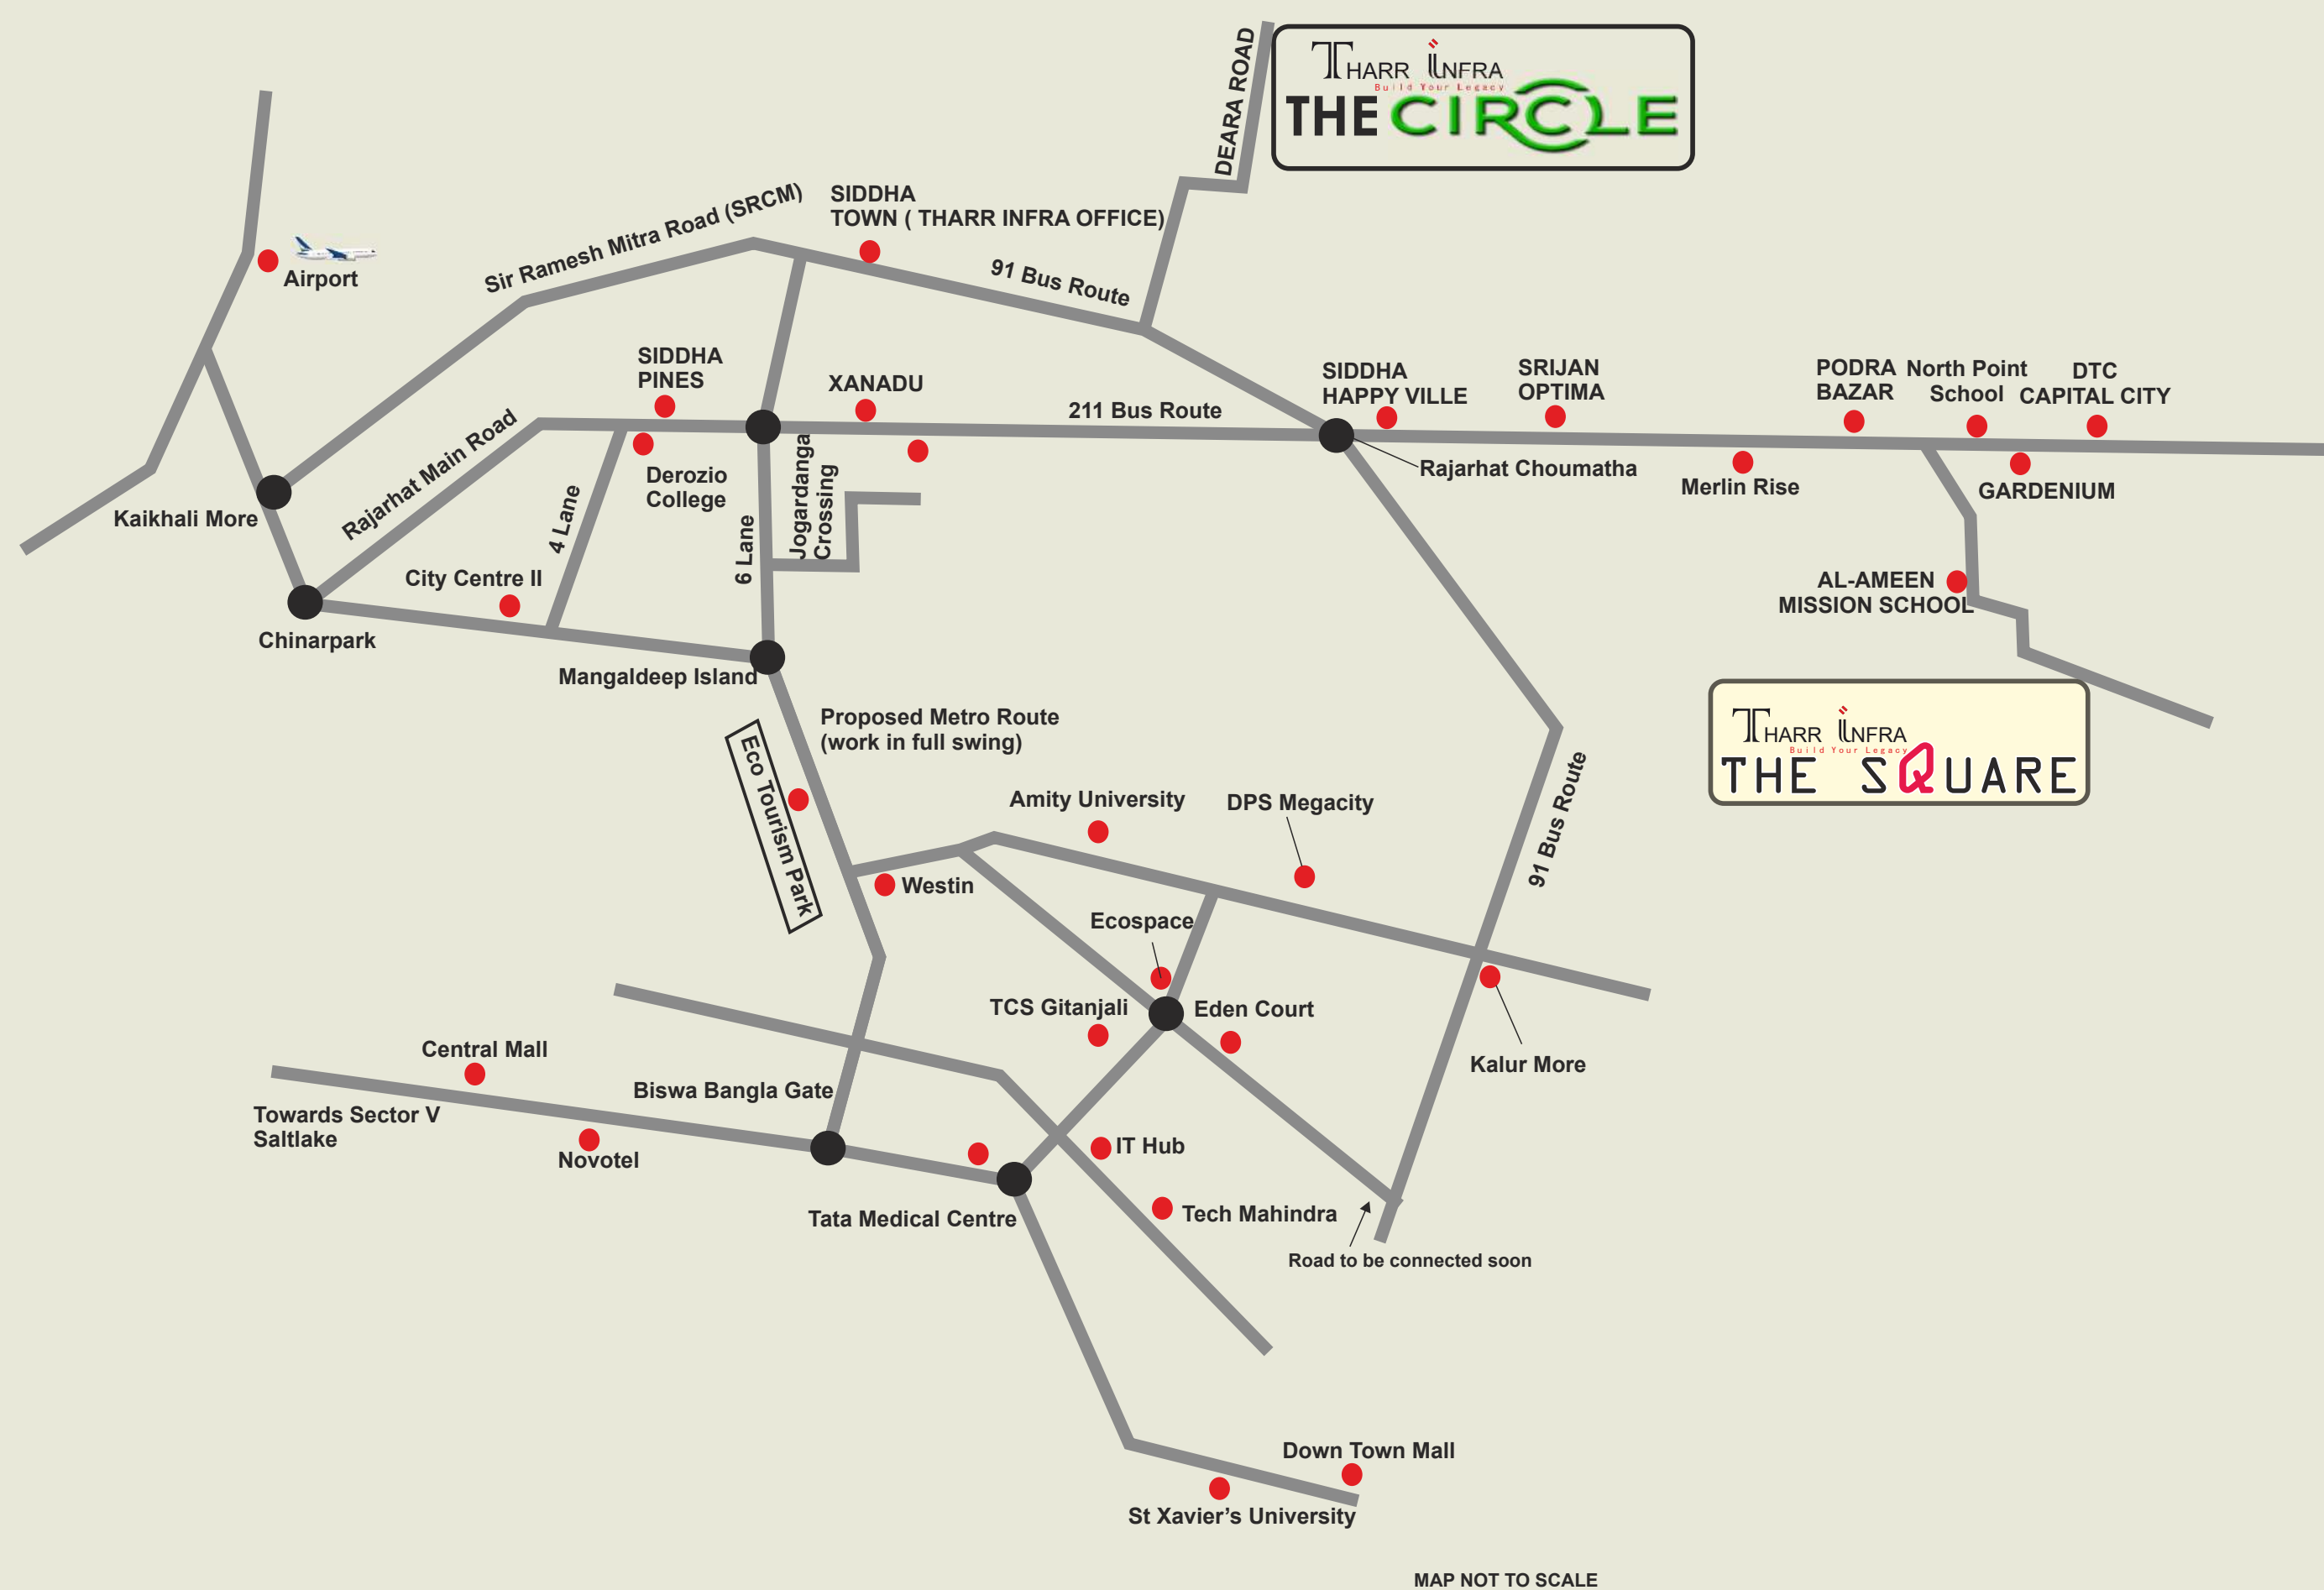 DEARA ROAD
THARR INFRA
Build Your Legacy
THE CIRCLE
Sir Ramesh Mitra Road (SRCM)
SIDDHA
TOWN ( THARR INFRA OFFICE)
91 Bus Route
Airport
SIDDHA
PINES
XANADU
211 Bus Route
SIDDHA
HAPPY VILLE
SRIJAN
OPTIMA
PODRA
BAZAR
North Point
School
DTC
CAPITAL CITY
Rajarhat Choumatha
Merlin Rise
GARDENIUM
Kaikhali More
Rajarhat Main Road
4 Lane
Derozio
College
6 Lane
Jogardanga
Crossing
City Centre II
Chinarpark
Mangaldeep Island
AL-AMEEN
MISSION SCHOOL
THARR INFRA
Build Your Legacy
THE SQUARE
Proposed Metro Route
(work in full swing)
Eco Tourism Park
Amity University
DPS Megacity
91 Bus Route
Westin
Ecospace
TCS Gitanjali
Eden Court
Kalur More
Central Mall
Biswa Bangla Gate
Towards Sector V
Saltlake
Novotel
IT Hub
Tata Medical Centre
Tech Mahindra
Road to be connected soon
Down Town Mall
St Xavier’s University
MAP NOT TO SCALE